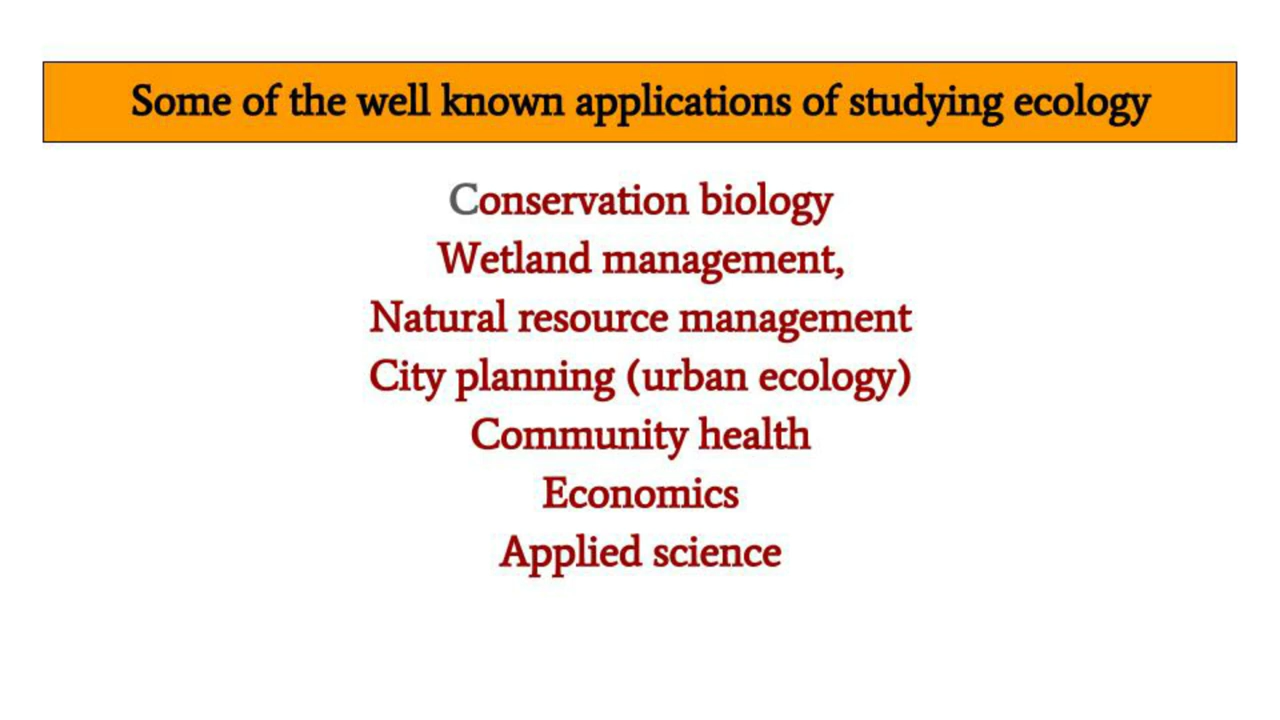 Some of the well known applications of studying ecology
Conservation biology
Wetland management,
Natural resource management
City planning (urban ecology)
Community health
Economics
Applied science